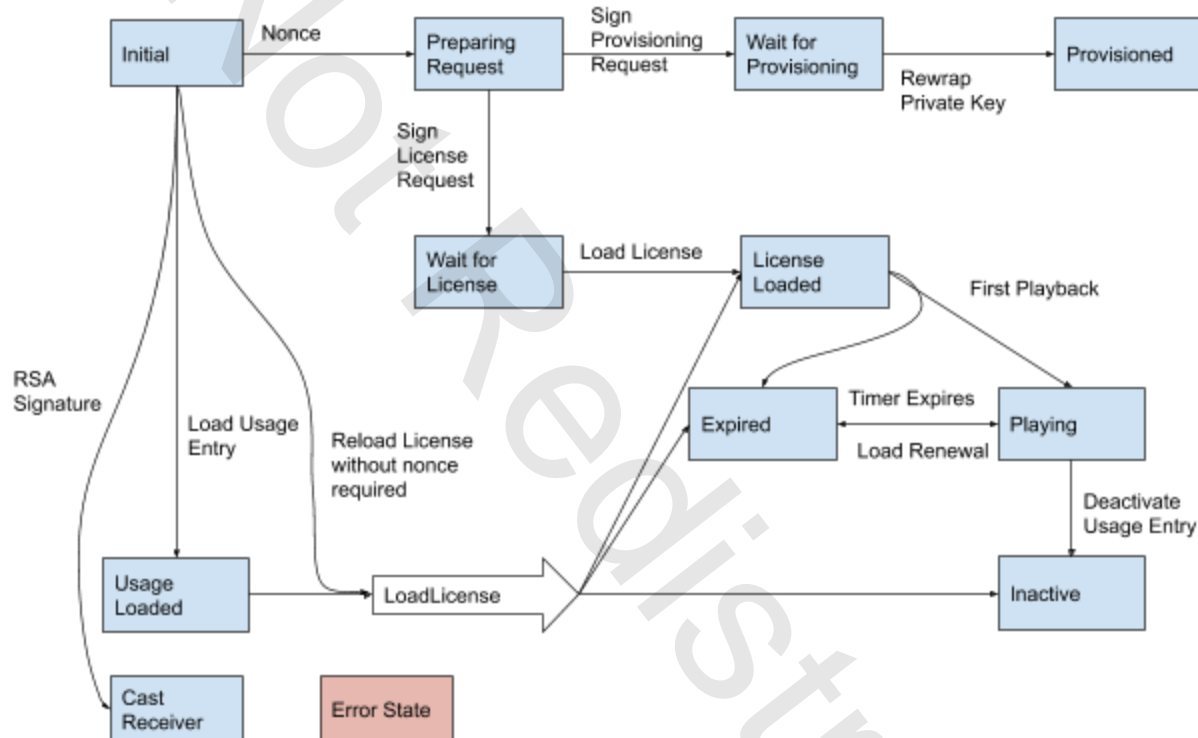 Initial
Nonce
Preparing
Request
Sign
Provisioning
Request
Wait for
Provisioning
Rewrap
Private Key
Provisioned
Sign
License
Request
Wait for
License
Load License
License
Loaded
First Playback
RSA
Signature
Load Usage
Entry
Reload License
without nonce
required
Expired
Timer Expires
Load Renewal
Playing
Deactivate
Usage Entry
Usage
Loaded
LoadLicense
Inactive
Cast
Receiver
Error State
Not Redistr